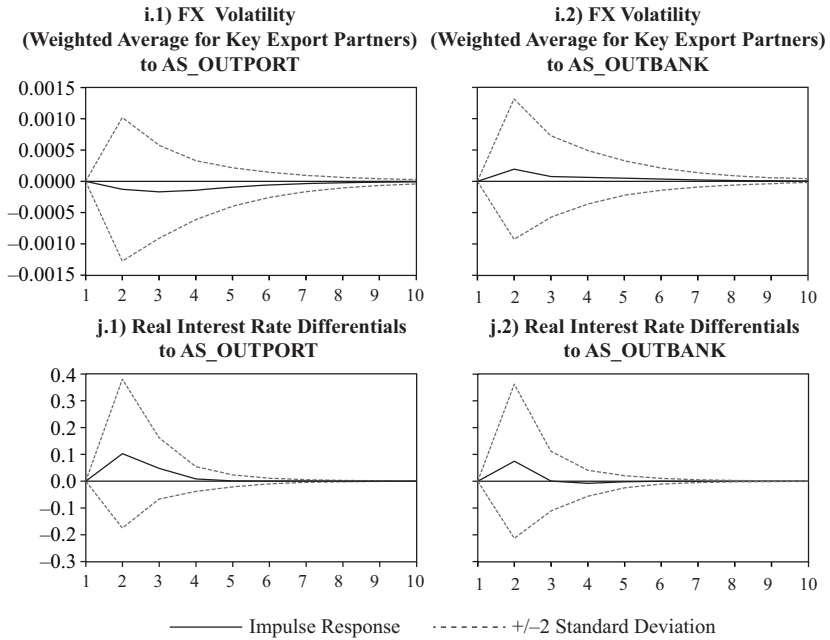 i.1) FX Volatility
(Weighted Average for Key Export Partners)
to AS_OUTPORT
i.2) FX Volatility
(Weighted Average for Key Export Partners)
to AS_OUTBANK
0.0015
0.0010
0.0005
0.0000
–0.0005
–0.0010
–0.0015
1 2 3 4 5 6 7 8 9 10
1 2 3 4 5 6 7 8 9 10
j.1) Real Interest Rate Differentials
to AS_OUTPORT
j.2) Real Interest Rate Differentials
to AS_OUTBANK
0.4
0.3
0.2
0.1
0.0
–0.1
–0.2
–0.3
1 2 3 4 5 6 7 8 9 10
1 2 3 4 5 6 7 8 9 10
Impulse Response +/–2 Standard Deviation